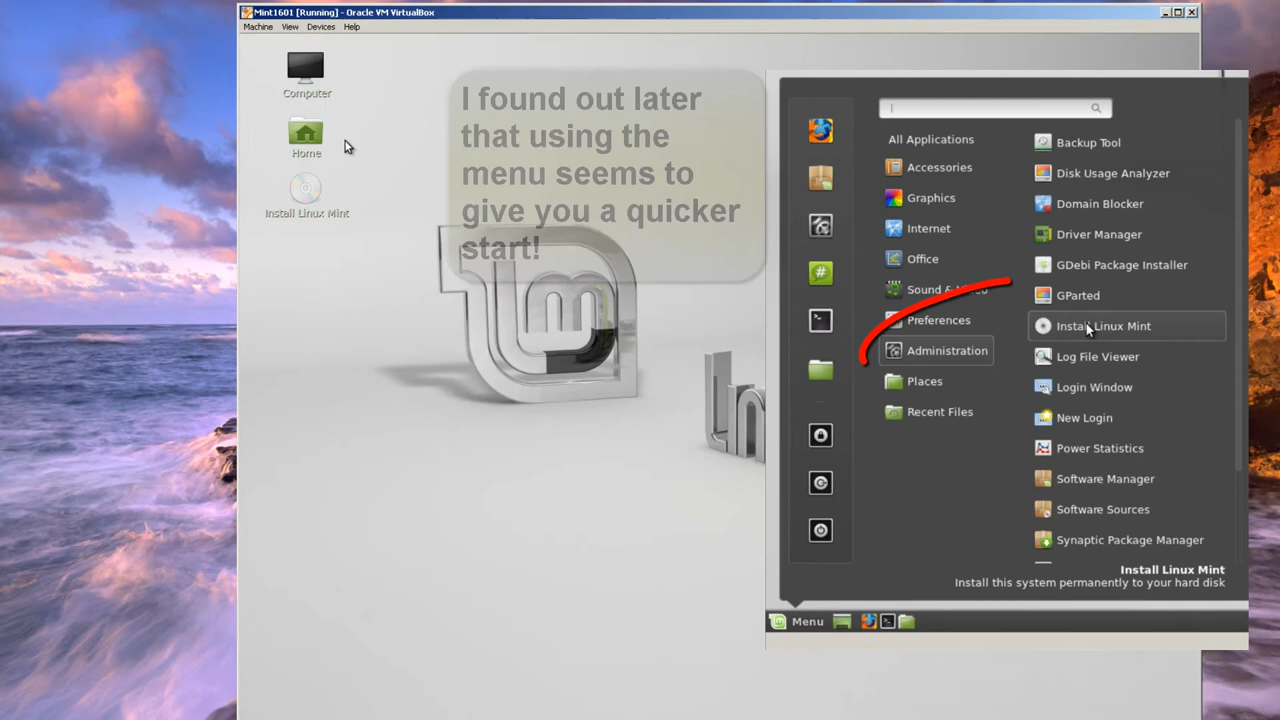 Mint1601 [Running] - Oracle VM VirtualBox
Machine View Devices Help
Computer
Home
Install Linux Mint
I found out later
that using the
menu seems to
give you a quicker
start!
All Applications
Accessories
Graphics
Internet
Office
Sound & Video
Preferences
Administration
Places
Recent Files
Backup Tool
Disk Usage Analyzer
Domain Blocker
Driver Manager
GDebi Package Installer
GParted
Install Linux Mint
Log File Viewer
Login Window
New Login
Power Statistics
Software Manager
Software Sources
Synaptic Package Manager
Install Linux Mint
Install this system permanently to your hard disk
Menu